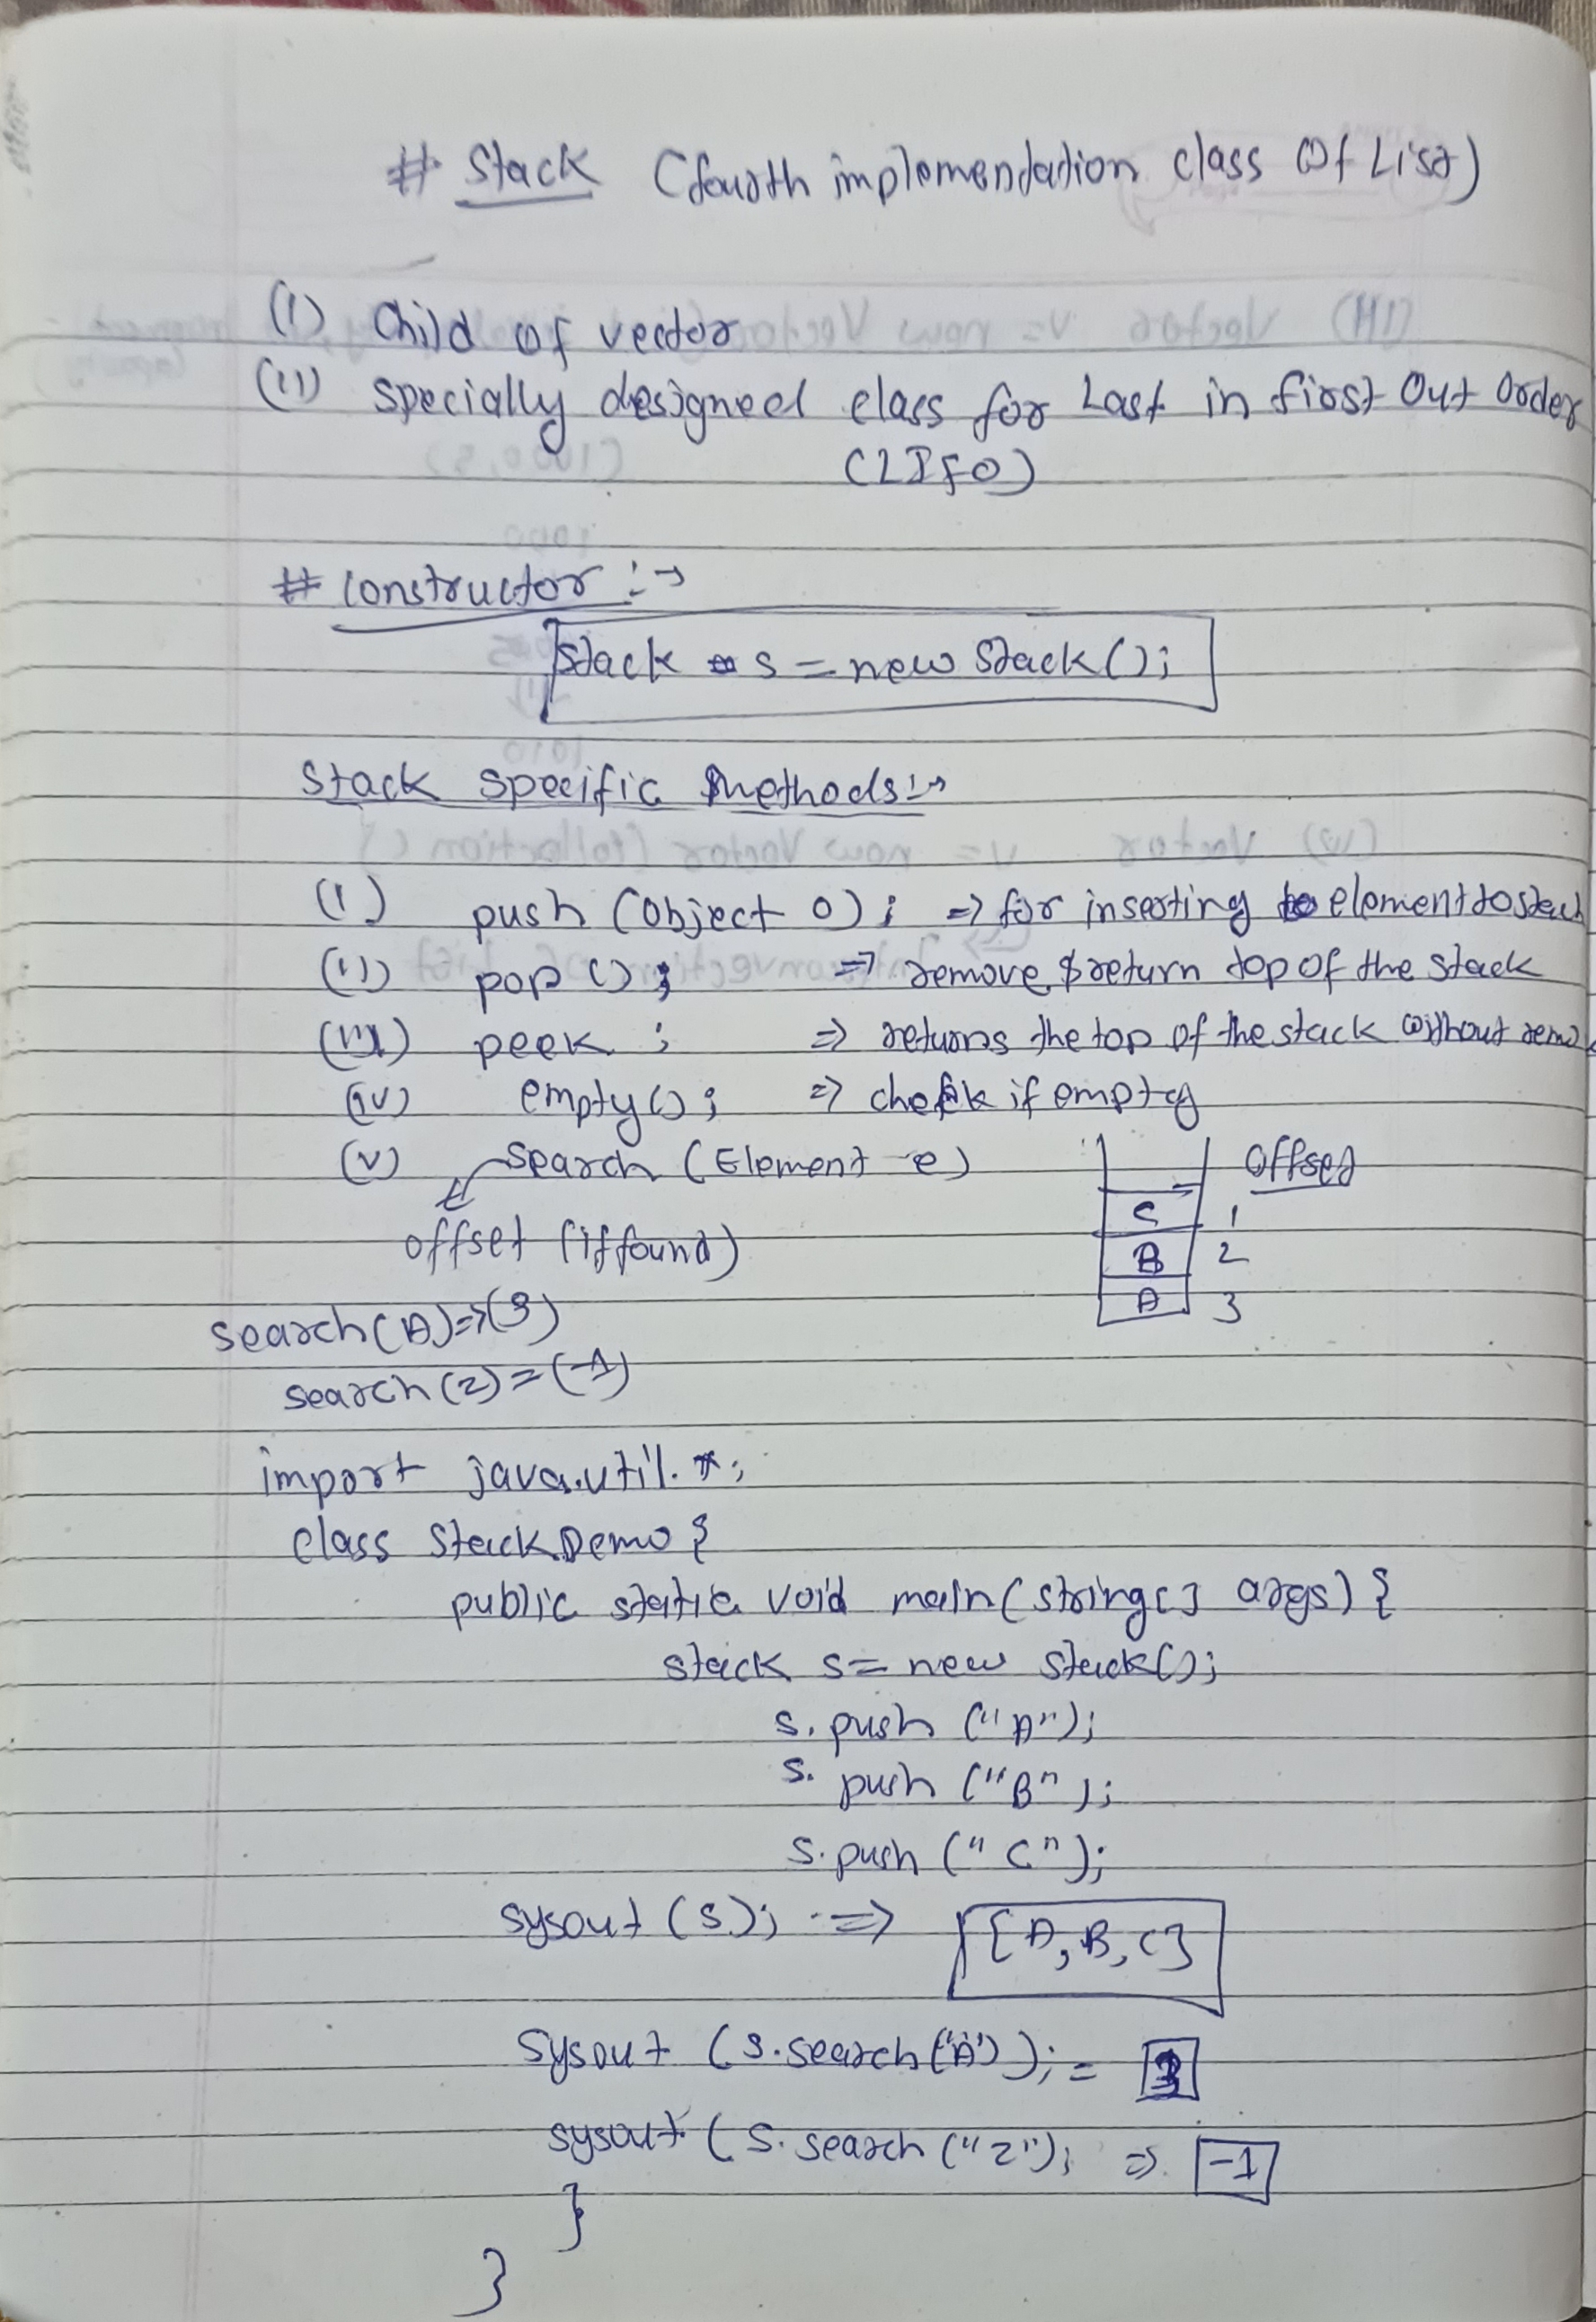 # Stack (fourth implementation class Of List)
(I) Child of vector
(II) specially designed class for Last in first Out Order
(LIFO)
# constructor :→
Stack s = new Stack();
Stack specific Methods:→
(I) push (Object O); => for inserting element to stack
(II) pop (); => remove & return top of the stack
(III) peek ; => returns the top of the stack without remo
(IV) empty(); => check if empty
(V) search (Element e)
offset (if found)
offset
C 1
B 2
A 3
search(A)=>(3)
search(Z)=(-1)
import java.util.*;
class StackDemo {
public static void main(string[] args) {
stack s = new stack();
s. push ("A");
s. push ("B");
s. push ("C");
sysout (s); => [A, B, C]
sysout (s.search("A")); = 3
sysout (s. search ("Z"); => -1
}
}